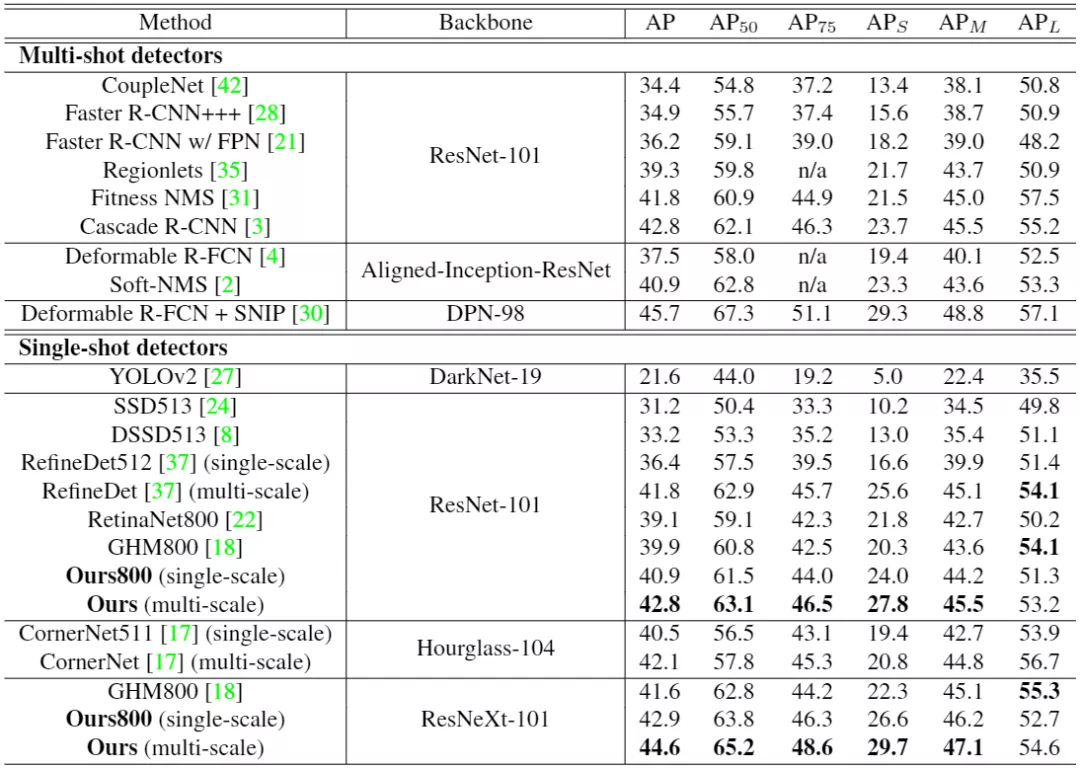 Method Backbone AP AP50 AP75 APS APM APL
Multi-shot detectors
CoupleNet [42] 34.4 54.8 37.2 13.4 38.1 50.8
Faster R-CNN+++ [28] 34.9 55.7 37.4 15.6 38.7 50.9
Faster R-CNN w/ FPN [21] 36.2 59.1 39.0 18.2 39.0 48.2
ResNet-101
Regionlets [35] 39.3 59.8 n/a 21.7 43.7 50.9
Fitness NMS [31] 41.8 60.9 44.9 21.5 45.0 57.5
Cascade R-CNN [3] 42.8 62.1 46.3 23.7 45.5 55.2
Deformable R-FCN [4] 37.5 58.0 n/a 19.4 40.1 52.5
Aligned-Inception-ResNet
Soft-NMS [2] 40.9 62.8 n/a 23.3 43.6 53.3
Deformable R-FCN + SNIP [30] DPN-98 45.7 67.3 51.1 29.3 48.8 57.1
Single-shot detectors
YOLOv2 [27] DarkNet-19 21.6 44.0 19.2 5.0 22.4 35.5
SSD513 [24] 31.2 50.4 33.3 10.2 34.5 49.8
DSSD513 [8] 33.2 53.3 35.2 13.0 35.4 51.1
RefineDet512 [37] (single-scale) 36.4 57.5 39.5 16.6 39.9 51.4
RefineDet [37] (multi-scale) 41.8 62.9 45.7 25.6 45.1 54.1
ResNet-101
RetinaNet800 [22] 39.1 59.1 42.3 21.8 42.7 50.2
GHM800 [18] 39.9 60.8 42.5 20.3 43.6 54.1
Ours800 (single-scale) 40.9 61.5 44.0 24.0 44.2 51.3
Ours (multi-scale) 42.8 63.1 46.5 27.8 45.5 53.2
CornerNet511 [17] (single-scale) 40.5 56.5 43.1 19.4 42.7 53.9
Hourglass-104
CornerNet [17] (multi-scale) 42.1 57.8 45.3 20.8 44.8 56.7
GHM800 [18] 41.6 62.8 44.2 22.3 45.1 55.3
Ours800 (single-scale) ResNeXt-101 42.9 63.8 46.3 26.6 46.2 52.7
Ours (multi-scale) 44.6 65.2 48.6 29.7 47.1 54.6